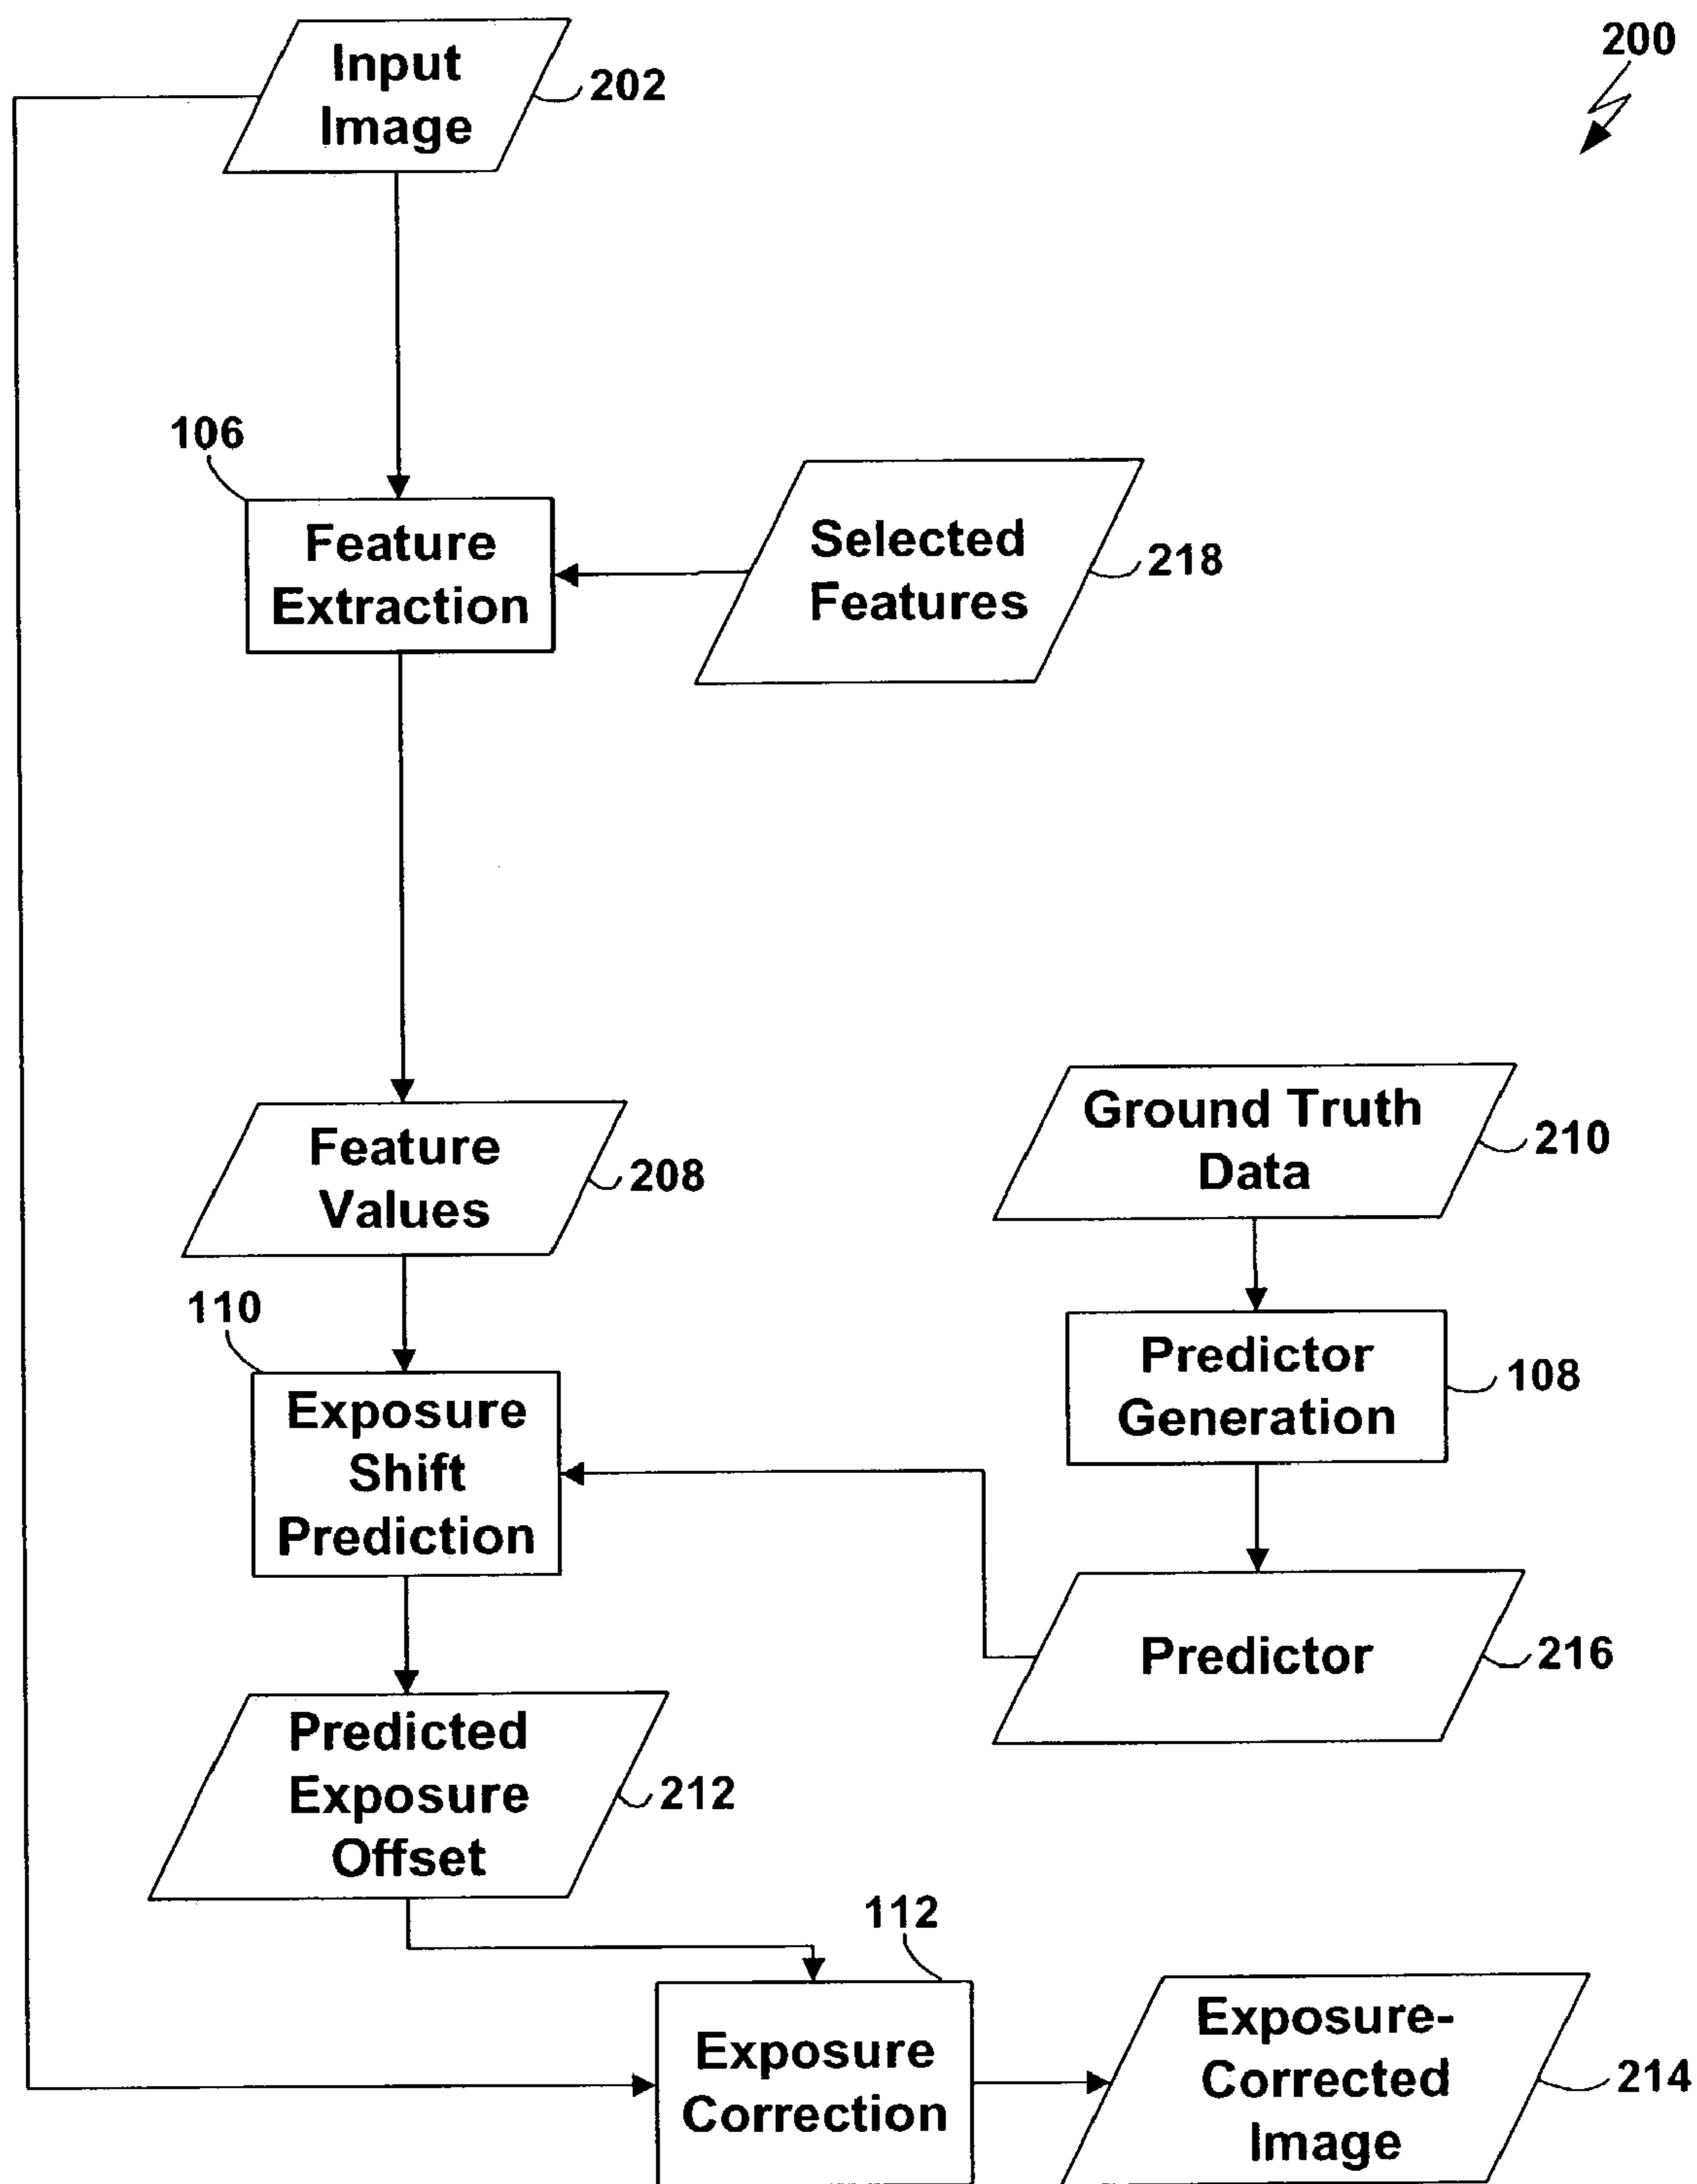 200
Input
Image
202
106
Feature
Extraction
Selected
Features
218
Feature
Values
208
Ground Truth
Data
210
110
Exposure
Shift
Prediction
Predictor
Generation
108
Predictor
216
Predicted
Exposure
Offset
212
112
Exposure
Correction
Exposure-
Corrected
Image
214